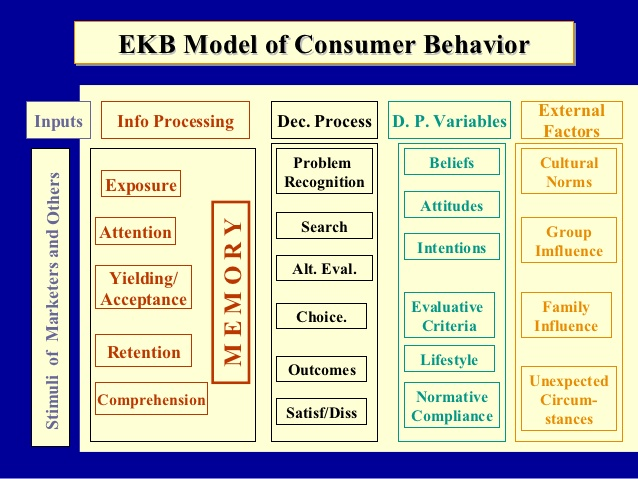 EKB Model of Consumer Behavior
Inputs
Info Processing
Dec. Process
D. P. Variables
External
Factors
Stimuli of Marketers and Others
Exposure
Attention
Yielding/
Acceptance
Retention
Comprehension
MEMORY
Problem
Recognition
Search
Alt. Eval.
Choice.
Outcomes
Satisf/Diss
Beliefs
Attitudes
Intentions
Evaluative
Criteria
Lifestyle
Normative
Compliance
Cultural
Norms
Group
Imfluence
Family
Influence
Unexpected
Circum-
stances